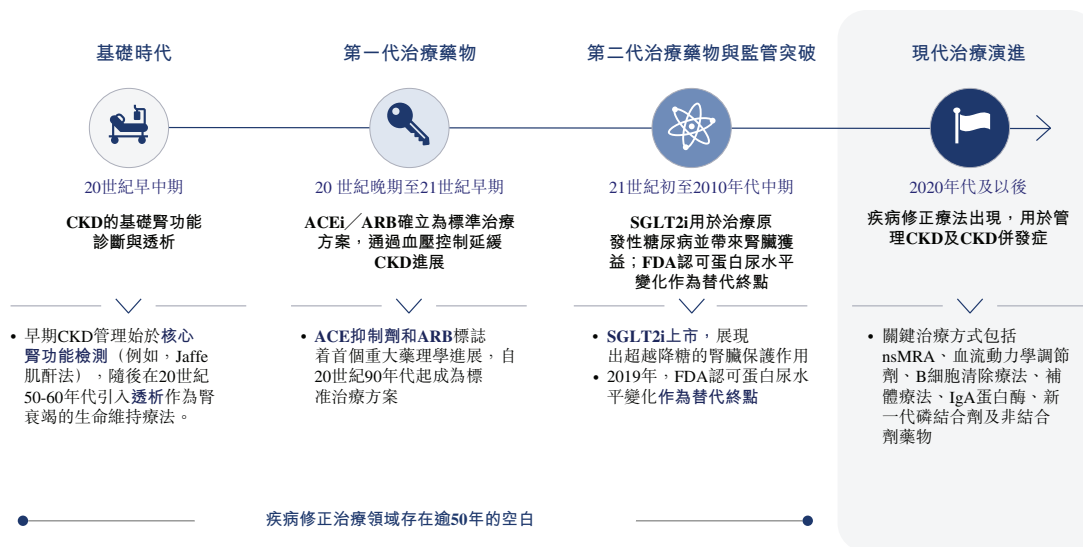 基礎時代
20世紀早中期
CKD的基礎腎功能
診斷與透析
• 早期CKD管理始於核心
腎功能檢測（例如，Jaffe
肌酐法），隨後在20世紀
50-60年代引入透析作為腎
衰竭的生命維持療法。
第一代治療藥物
20 世紀晚期至21世紀早期
ACEi／ARB確立為標準治療
方案，通過血壓控制延緩
CKD進展
• ACE抑制劑和ARB標誌
着首個重大藥理學進展，自
20世紀90年代起成為標
准治療方案
第二代治療藥物與監管突破
21世紀初至2010年代中期
SGLT2i用於治療原
發性糖尿病並帶來腎臟獲
益；FDA認可蛋白尿水平
變化作為替代終點
• SGLT2i上市，展現
出超越降糖的腎臟保護作用
• 2019年，FDA認可蛋白尿水
平變化作為替代終點
現代治療演進
2020年代及以後
疾病修正療法出現，用於管
理CKD及CKD併發症
• 關鍵治療方式包括
nsMRA、血流動力學調節
劑、B細胞清除療法、補
體療法、IgA蛋白酶、新
一代磷結合劑及非結合
劑藥物
疾病修正治療領域存在逾50年的空白